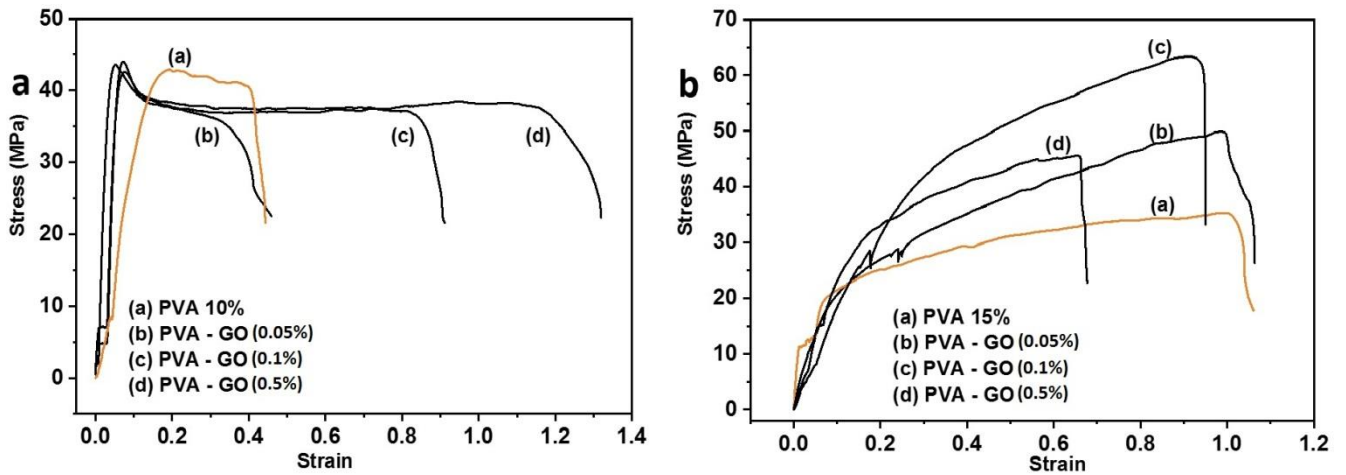 a
Stress (MPa)
50
40
30
20
10
0
(a)
(b)
(c)
(d)
(a) PVA 10%
(b) PVA - GO (0.05%)
(c) PVA - GO (0.1%)
(d) PVA - GO (0.5%)
0.0 0.2 0.4 0.6 0.8 1.0 1.2 1.4
Strain
b
Stress (MPa)
70
60
50
40
30
20
10
0
(c)
(b)
(d)
(a)
(a) PVA 15%
(b) PVA - GO (0.05%)
(c) PVA - GO (0.1%)
(d) PVA - GO (0.5%)
0.0 0.2 0.4 0.6 0.8 1.0 1.2
Strain